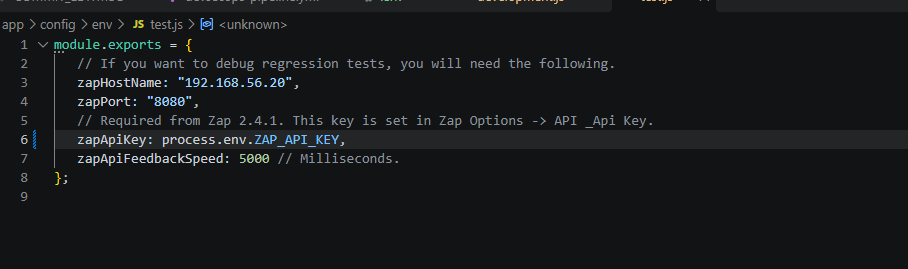 app > config > env > JS test.js > <unknown>
1 module.exports = {
2 // If you want to debug regression tests, you will need the following.
3 zapHostName: "192.168.56.20",
4 zapPort: "8080",
5 // Required from Zap 2.4.1. This key is set in Zap Options -> API _Api Key.
6 zapApiKey: process.env.ZAP_API_KEY,
7 zapApiFeedbackSpeed: 5000 // Milliseconds.
8 };
9